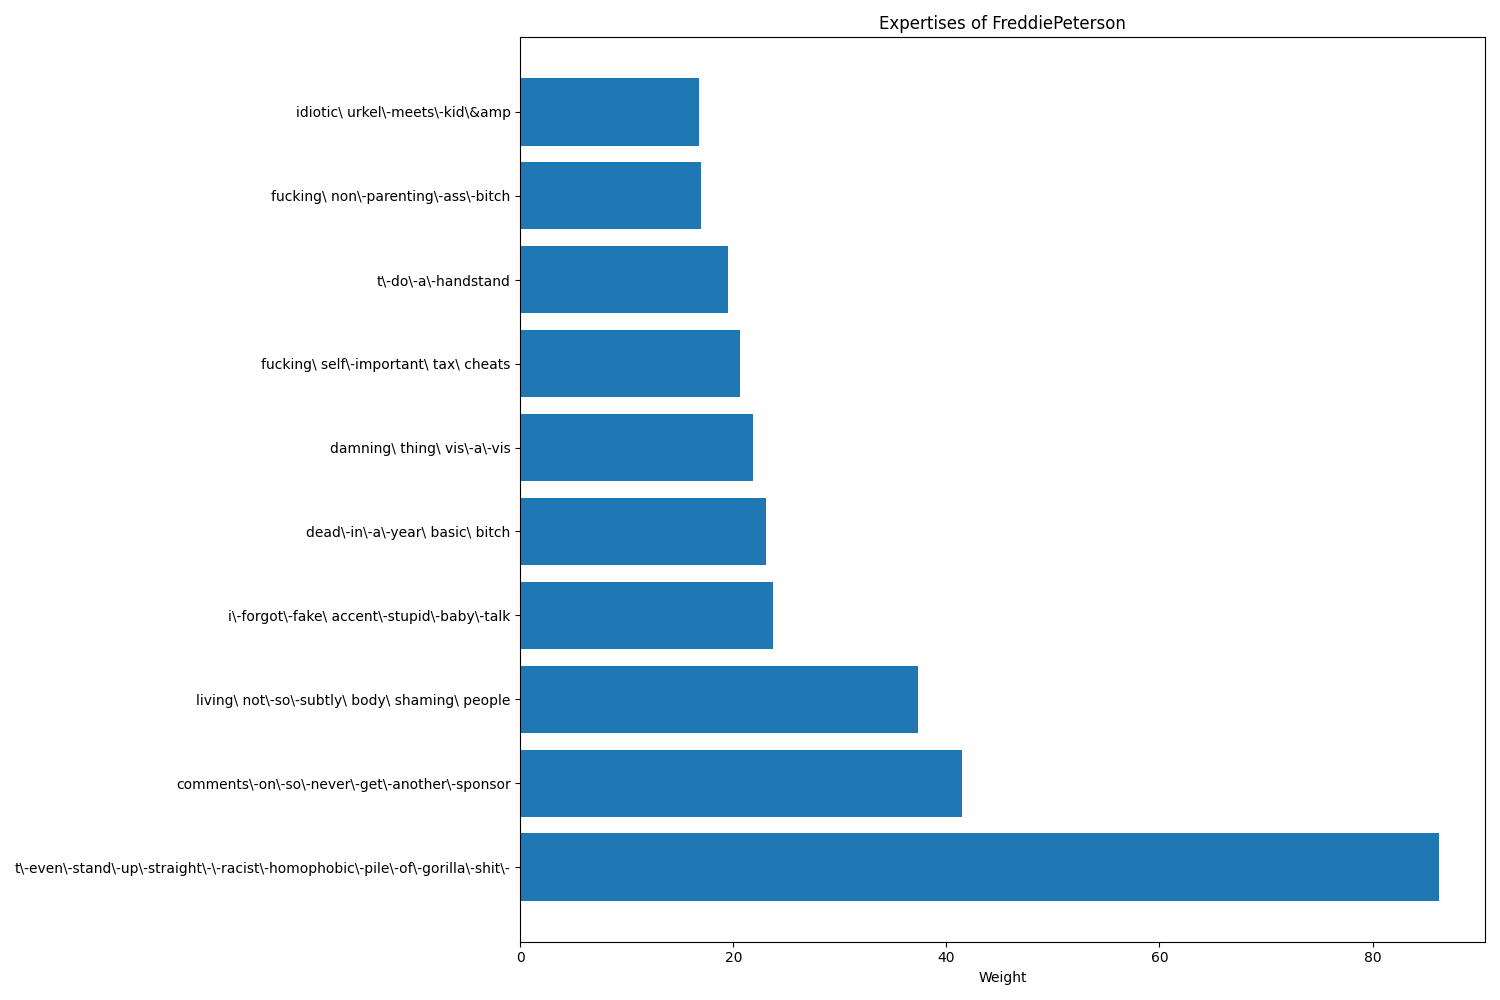 Expertises of FreddiePeterson
idiotic\ urkel\-meets\-kid\&amp
fucking\ non\-parenting\-ass\-bitch
t\-do\-a\-handstand
fucking\ self\-important\ tax\ cheats
damning\ thing\ vis\-a\-vis
dead\-in\-a\-year\ basic\ bitch
i\-forgot\-fake\ accent\-stupid\-baby\-talk
living\ not\-so\-subtly\ body\ shaming\ people
comments\-on\-so\-never\-get\-another\-sponsor
t\-even\-stand\-up\-straight\-\-racist\-homophobic\-pile\-of\-gorilla\-shit\-
0 20 40 60 80
Weight